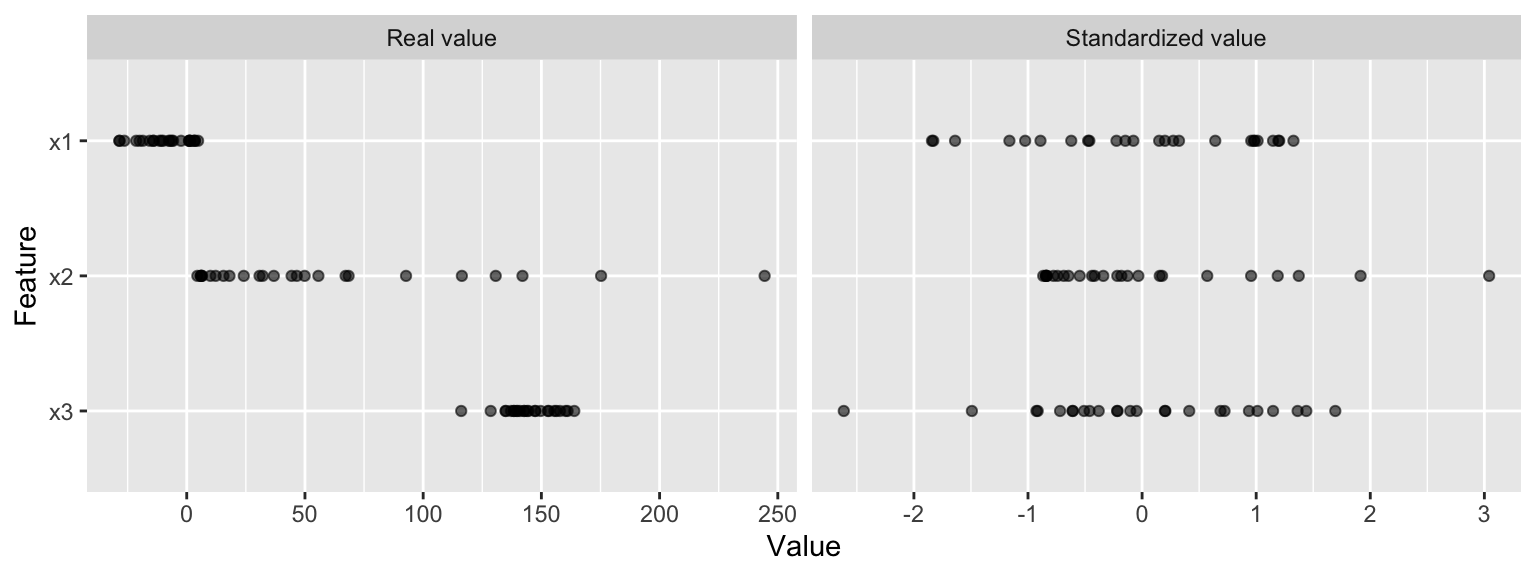 Real value
Standardized value
Feature
x1
x2
x3
0 50 100 150 200 250
-2 -1 0 1 2 3
Value